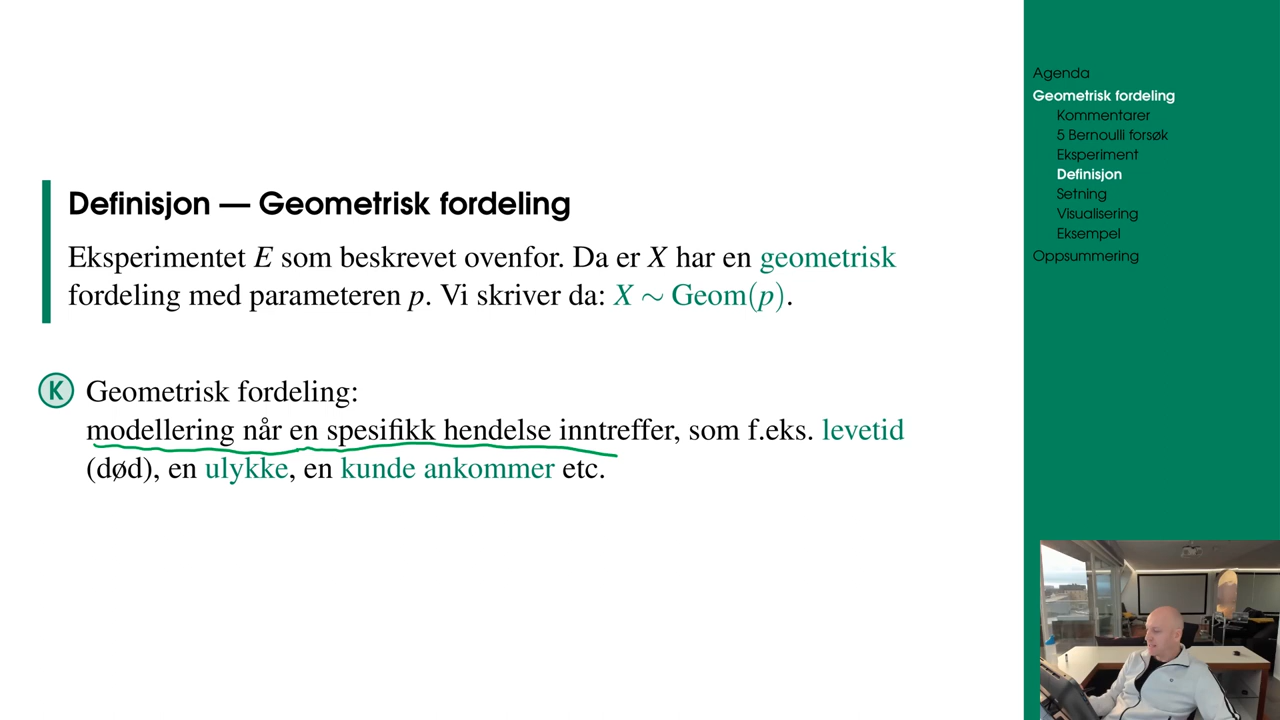 Definisjon — Geometrisk fordeling
Eksperimentet E som beskrevet ovenfor. Da er X har en geometrisk
fordeling med parameteren p. Vi skriver da: X ∼ Geom(p).
K Geometrisk fordeling:
modellering når en spesifikk hendelse inntreffer, som f.eks. levetid
(død), en ulykke, en kunde ankommer etc.
Agenda
Geometrisk fordeling
Kommentarer
5 Bernoulli forsøk
Eksperiment
Definisjon
Setning
Visualisering
Eksempel
Oppsummering